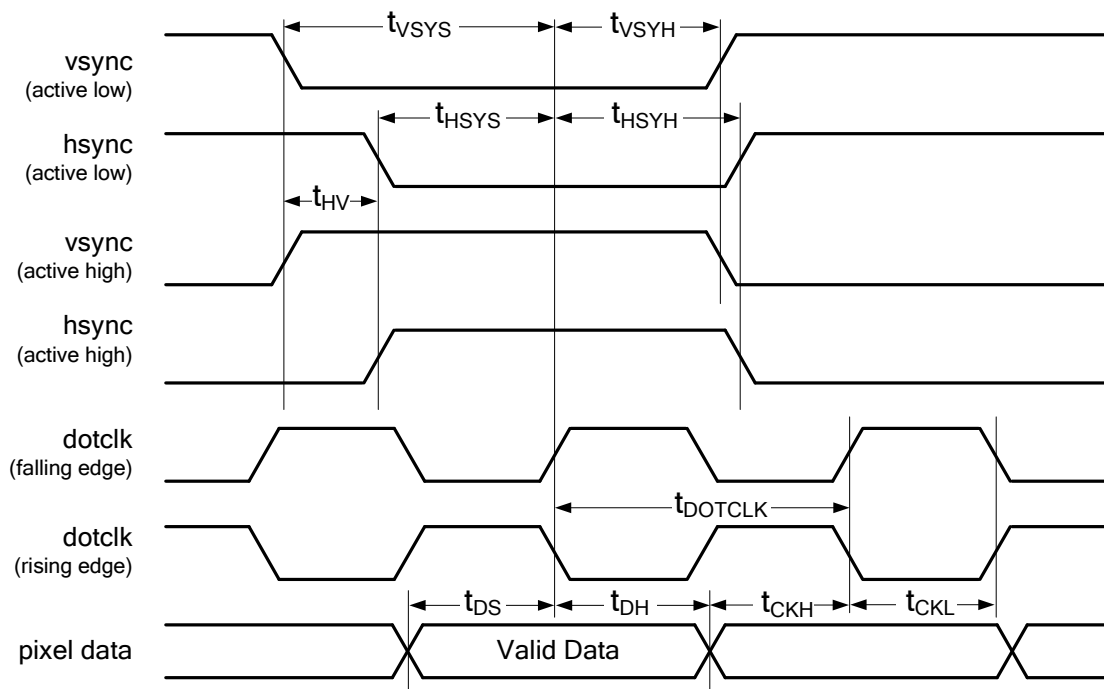 tVSYS tVSYH
vsync
(active low)
tHSYS tHSYH
hsync
(active low)
tHV
vsync
(active high)
hsync
(active high)
dotclk
(falling edge)
tDOTCLK
dotclk
(rising edge)
tDS tDH tCKH tCKL
pixel data Valid Data